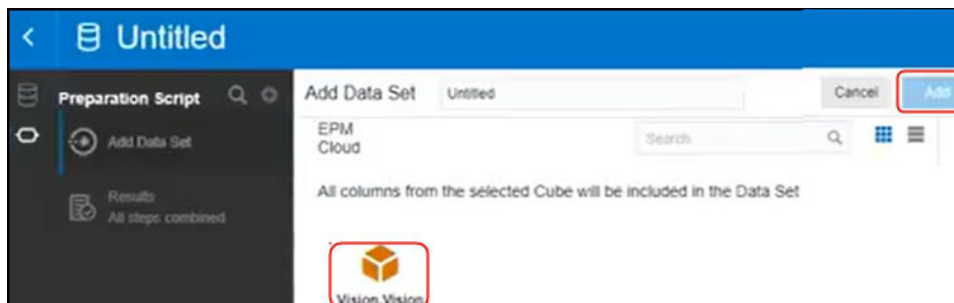 Untitled
Preparation Script
Add Data Set
Results
All steps combined
Add Data Set
Untitled
Cancel
Add
EPM
Cloud
Search
All columns from the selected Cube will be included in the Data Set
Vision.Vision